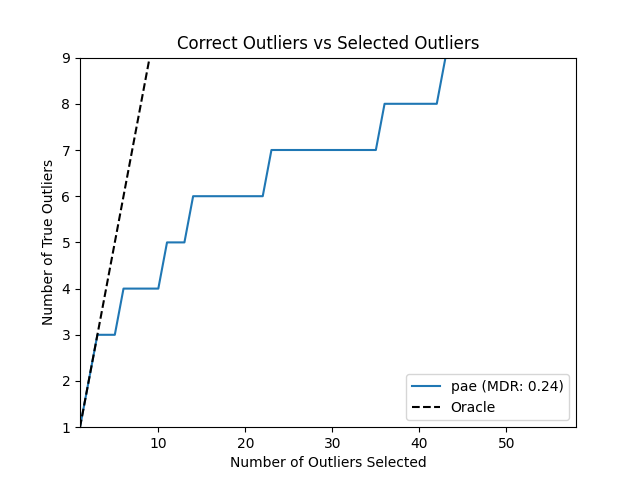 Correct Outliers vs Selected Outliers
Number of True Outliers
9
8
7
6
5
4
3
2
1
10
20
30
40
50
Number of Outliers Selected
pae (MDR: 0.24)
Oracle